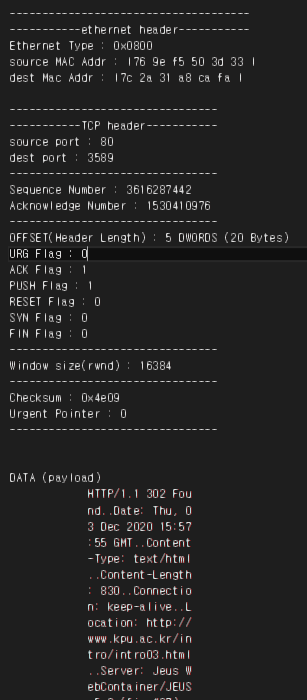 ------------------------------------
-----------ethernet header-----------
Ethernet Type : 0x0800
source MAC Addr : |76 9e f5 50 3d 33 |
dest Mac Addr : |7c 2a 31 a8 ca fa |
-------------------------------
-----------TCP header-----------
source port : 80
dest port : 3589
-------------------------------
Sequence Number : 3616287442
Acknowledge Number : 1530410976
-------------------------------
OFFSET(Header Length) : 5 DWORDS (20 Bytes)
URG Flag : 0
ACK Flag : 1
PUSH Flag : 1
RESET Flag : 0
SVN Flag : 0
FIN Flag : 0
-------------------------------
Window size(rwnd) : 16384
-------------------------------
Checksum : 0x4e09
Urgent Pointer : 0
-------------------------------
DATA (payload)
HTTP/1.1 302 Fou
nd..Date: Thu, 0
3 Dec 2020 15:57
:55 GMT..Content
-Type: text/html
..Content-Length
: 830..Connectio
n: keep-alive..L
ocation: http://
www.kpu.ac.kr/in
tro/intro03.html
..Server: Jeus W
ebContainer/JEUS